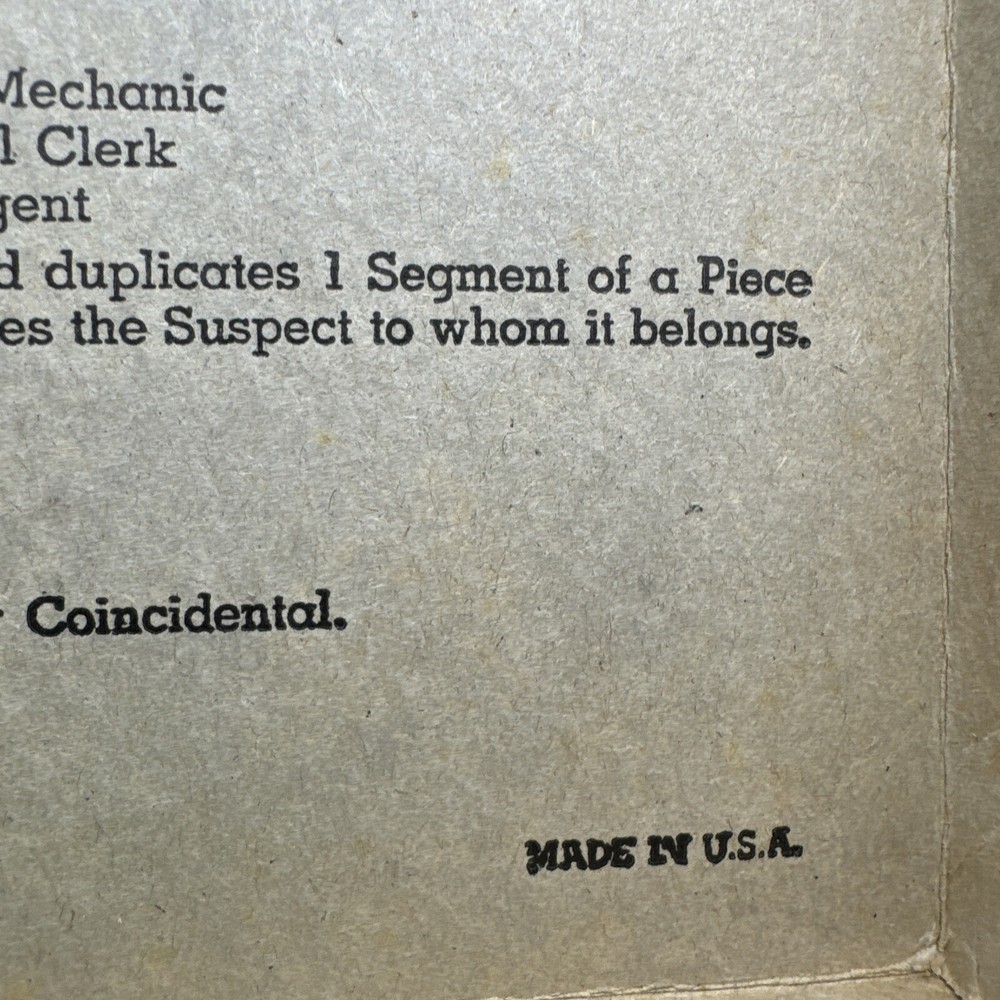 Mechanic
l Clerk
gent
d duplicates 1 Segment of a Piece
es the Suspect to whom it belongs.
Coincidental.
MADE IN U.S.A.